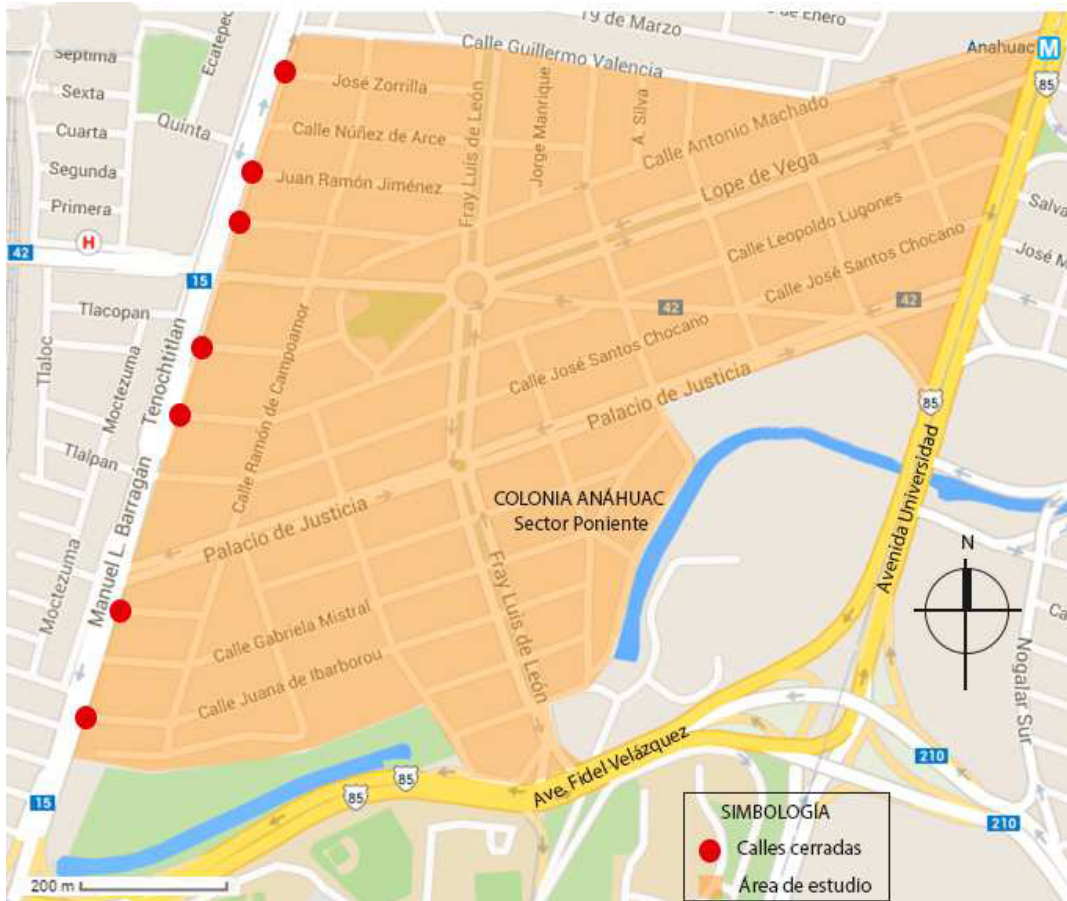 19 de Marzo
de Enero
Calle Guillermo Valencia
Anahuac
M
85
Septima
Ecatepec
José Zorrilla
Sexta
Quinta
Cuarta
Calle Núñez de Arce
Fray Luis de León
Jorge Manrique
A. Silva
Calle Antonio Machado
Segunda
Juan Ramón Jiménez
Lope de Vega
Primera
Salva
H
42
15
Calle Leopoldo Lugones
José M
Calle José Santos Chocano
42
42
Tlacopan
Tlaloc
Moctezuma
Tenochtitlan
Manuel L. Barragán
Calle Ramón de Campoamor
Calle José Santos Chocano
Palacio de Justicia
85
Tlalpan
Avenida Universidad
COLONIA ANÁHUAC
Sector Poniente
Palacio de Justicia
N
Moctezuma
Fray Luis de León
Calle Gabriela Mistral
Calle Juana de Ibarborou
Ca
Nogalar Sur
Ave. Fidel Velázquez
210
85
85
15
210
SIMBOLOGÍA
Calles cerradas
Área de estudio
200 m